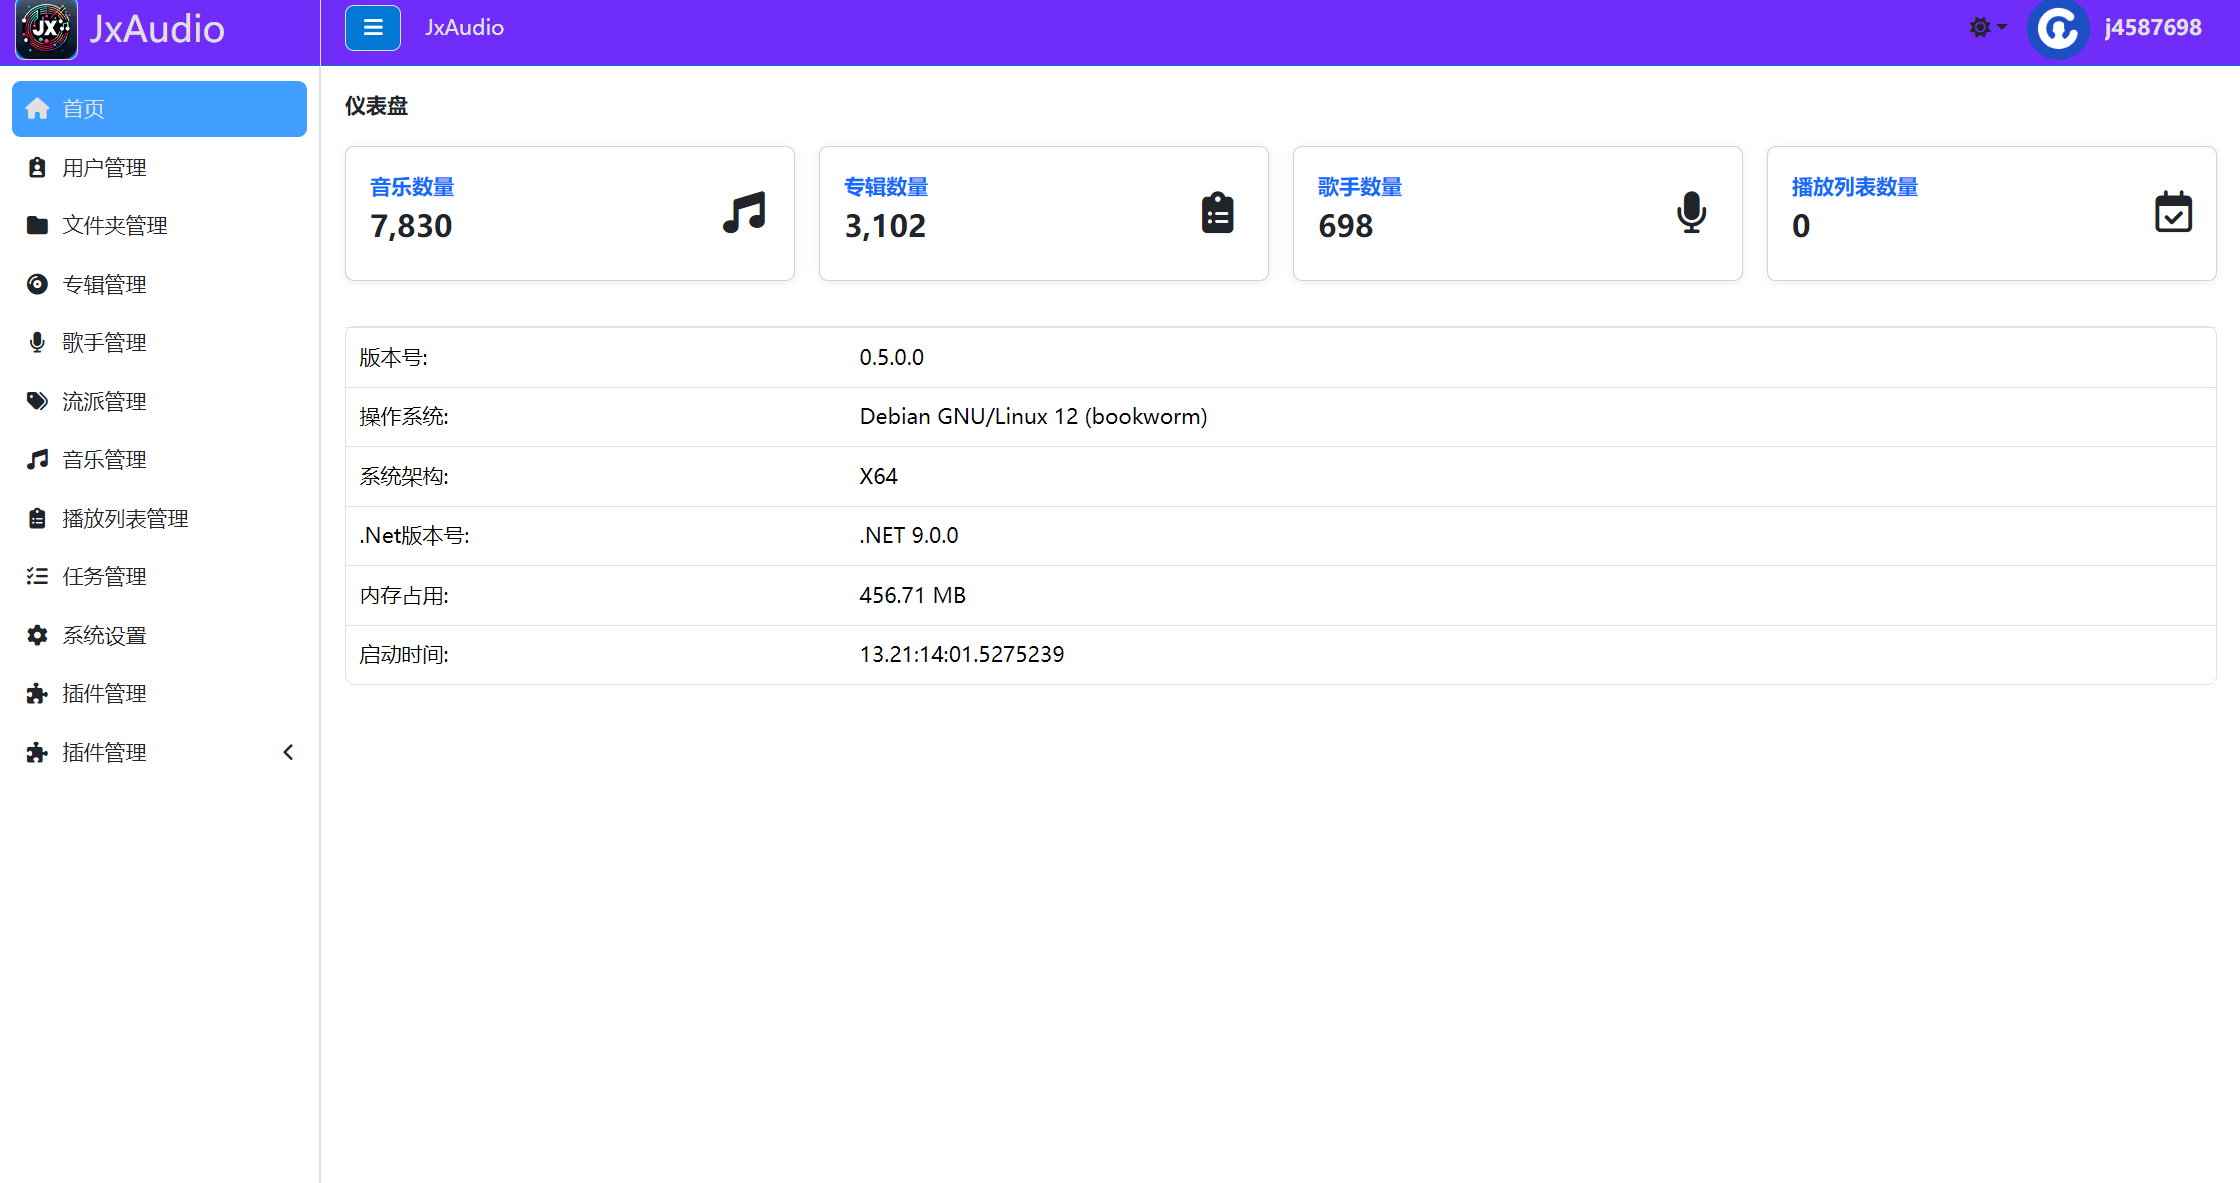 JX
JxAudio
JxAudio
j4587698
首页
用户管理
文件夹管理
专辑管理
歌手管理
流派管理
音乐管理
播放列表管理
任务管理
系统设置
插件管理
插件管理
仪表盘
音乐数量
7,830
专辑数量
3,102
歌手数量
698
播放列表数量
0
版本号: 0.5.0.0
操作系统: Debian GNU/Linux 12 (bookworm)
系统架构: X64
.Net版本号: .NET 9.0.0
内存占用: 456.71 MB
启动时间: 13.21:14:01.5275239